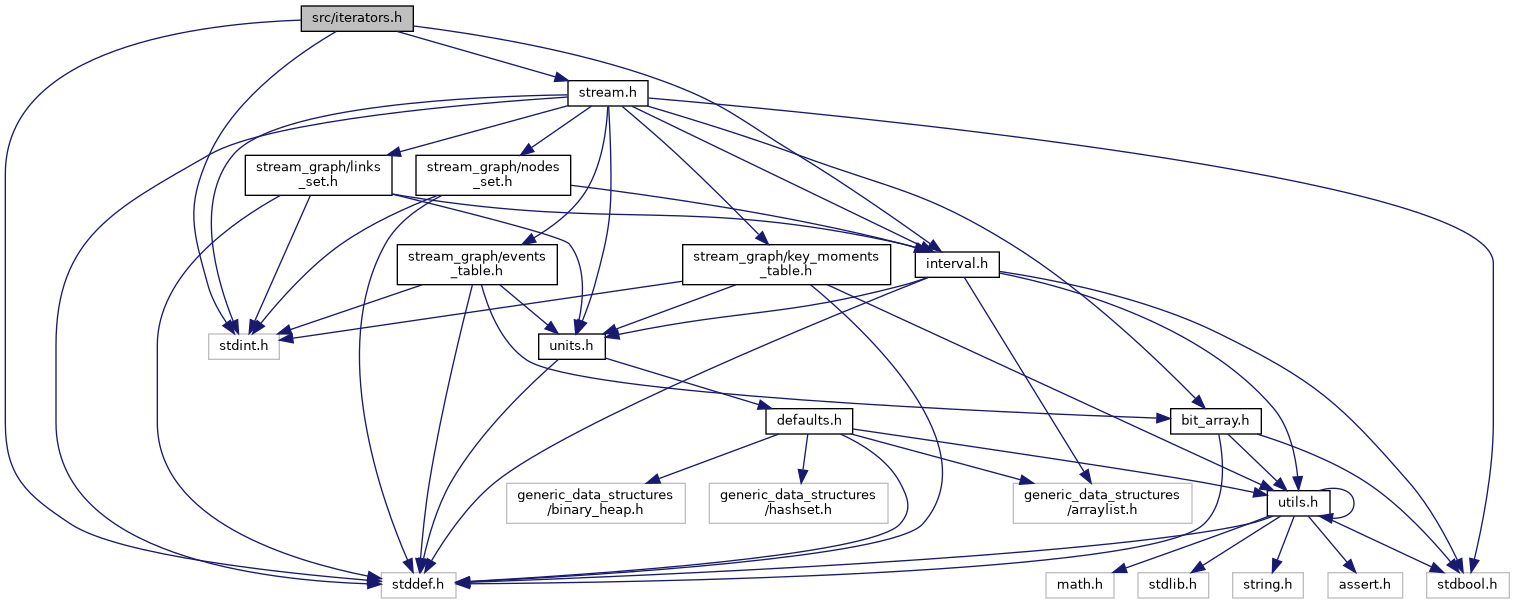 src/iterators.h
stream.h
stream_graph/links
_set.h
stream_graph/nodes
_set.h
stream_graph/events
_table.h
stream_graph/key_moments
_table.h
interval.h
stdint.h
units.h
defaults.h
bit_array.h
generic_data_structures
/binary_heap.h
generic_data_structures
/hashset.h
generic_data_structures
/arraylist.h
utils.h
stddef.h
math.h
stdlib.h
string.h
assert.h
stdbool.h